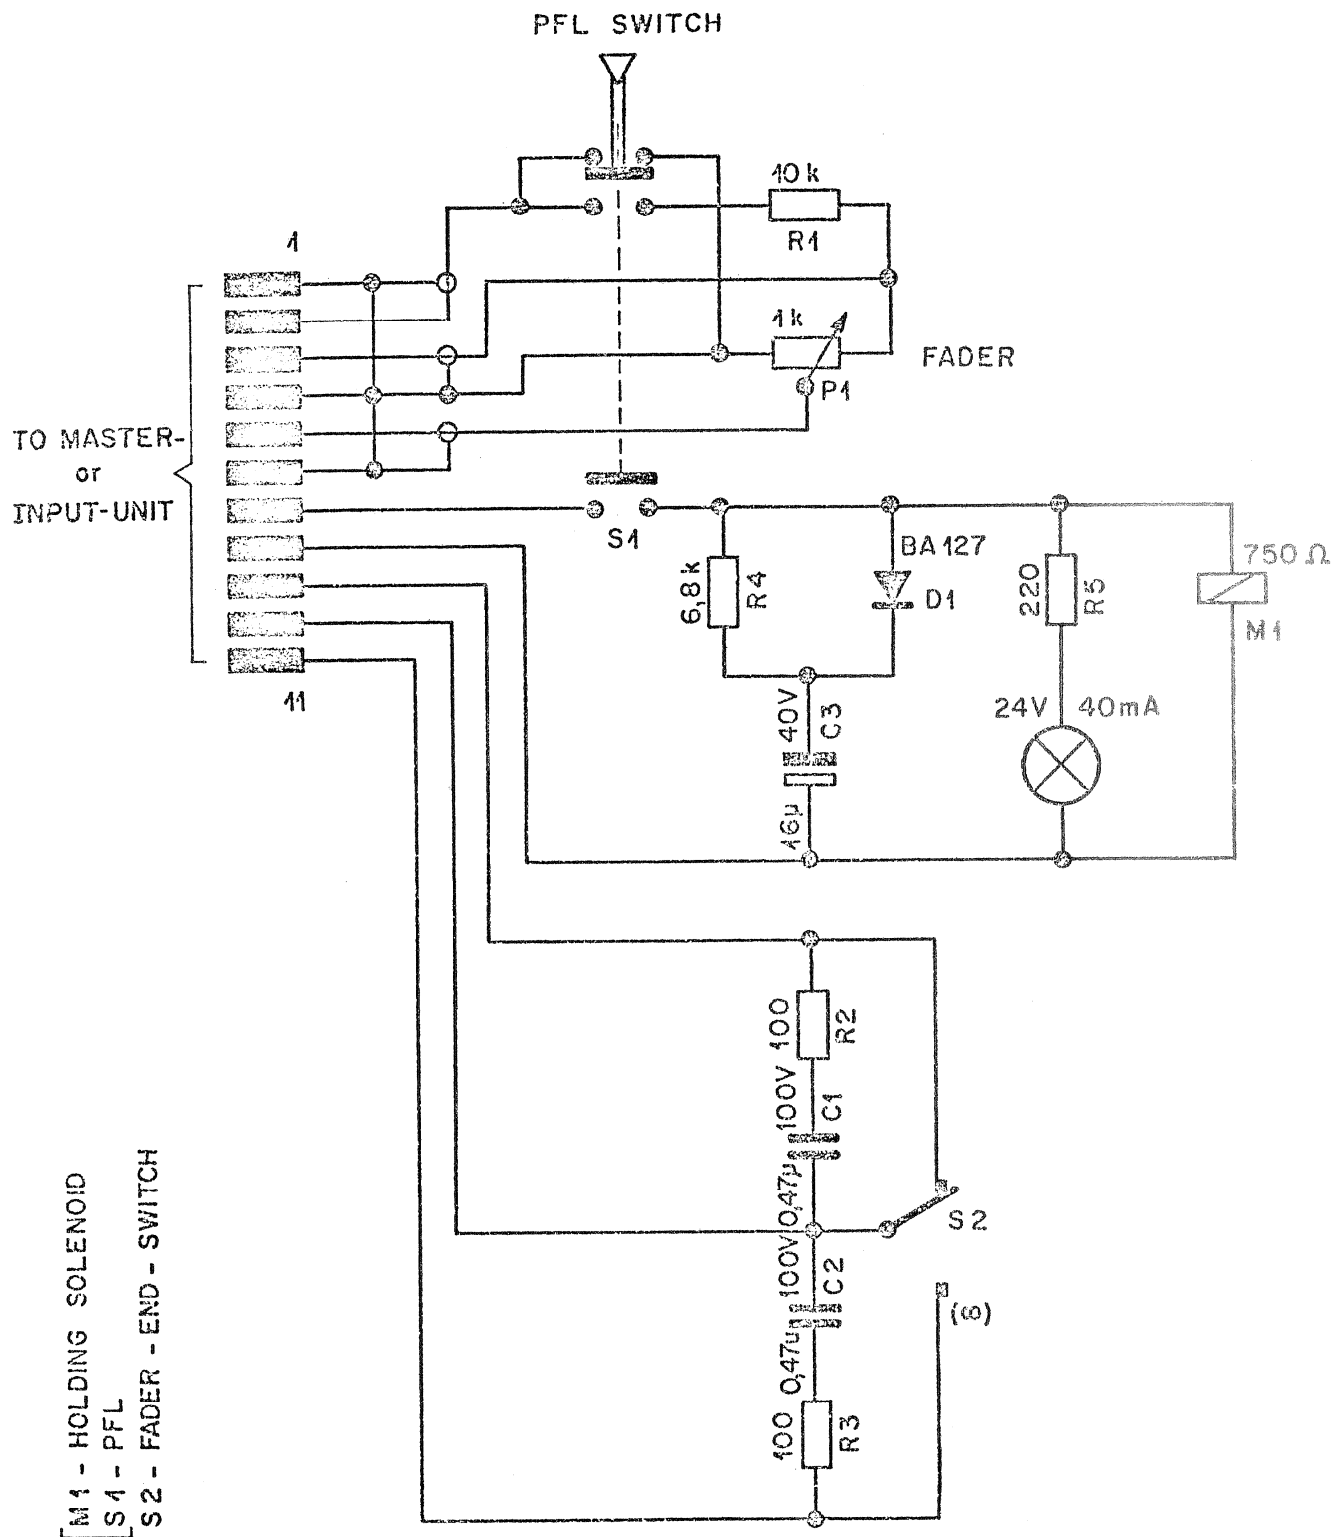 PFL SWITCH
10 k
R1
1
1 k
P1
FADER
TO MASTER-
or
INPUT-UNIT
S1
11
6,8 k
R4
BA 127
D1
220
R5
750 Ω
M1
40V
C3
16µ
24V 40mA
100
R2
100V
C1
0,47µ
S2
100V
C2
0,47µ
(∞)
100
R3
M1 - HOLDING SOLENOID
S1 - PFL
S2 - FADER - END - SWITCH